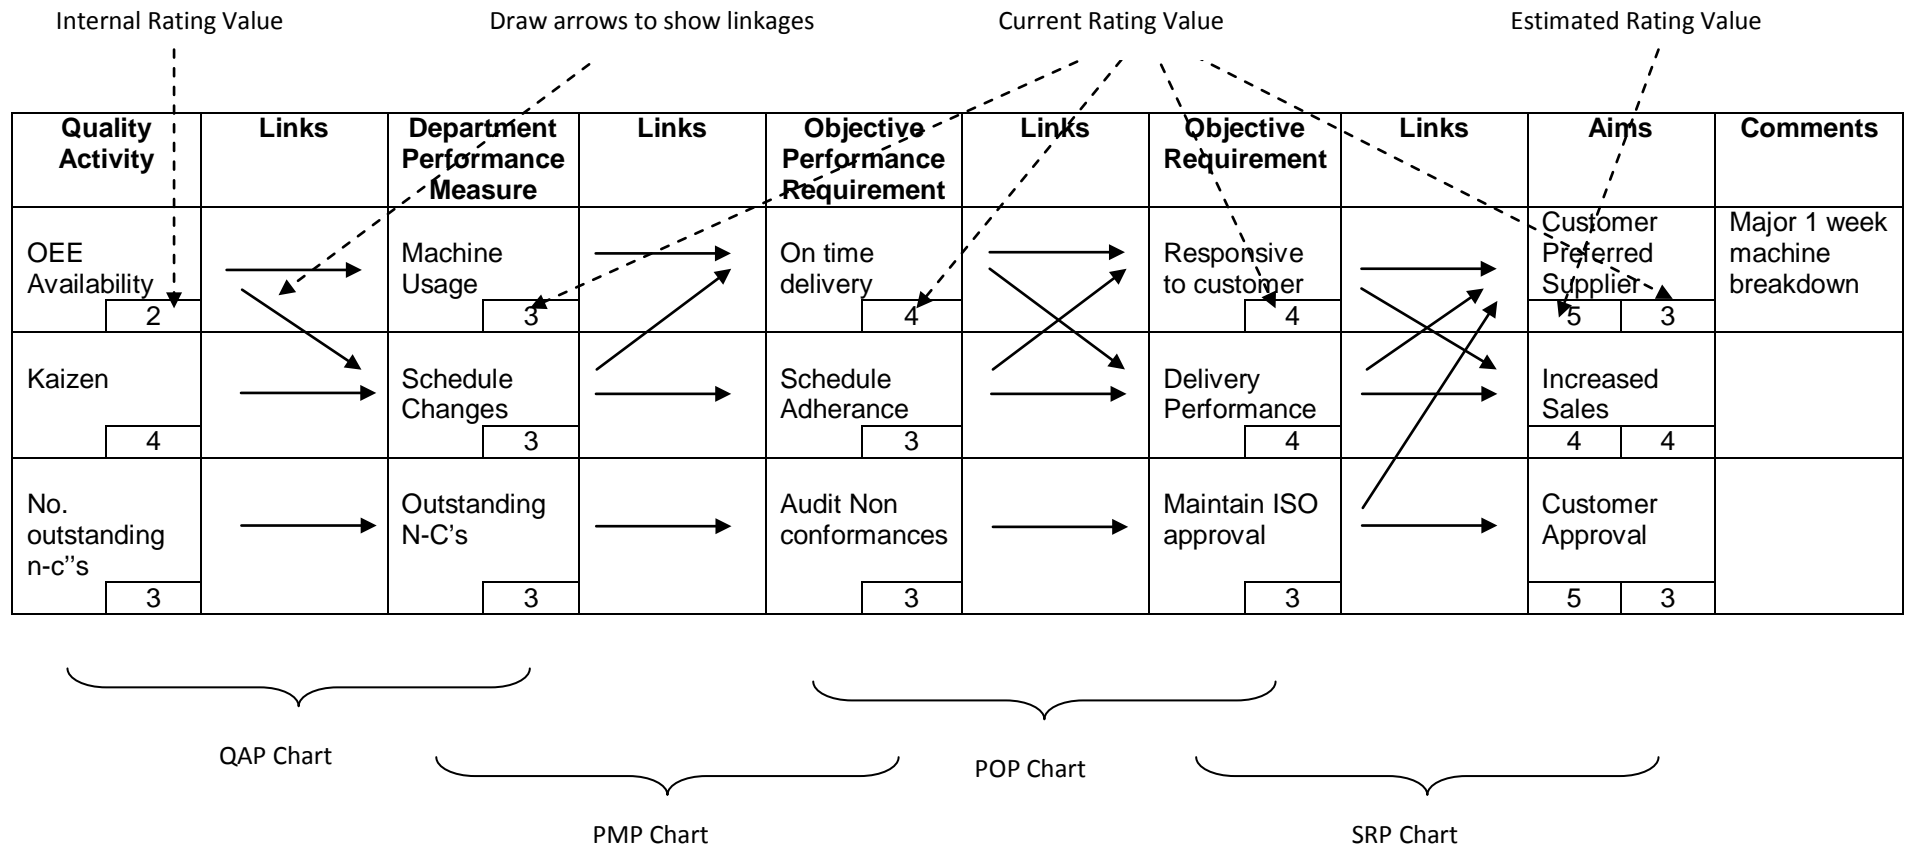 Internal Rating Value
Draw arrows to show linkages
Current Rating Value
Estimated Rating Value
Quality
Activity
Links
Department
Performance
Measure
Links
Objective
Performance
Requirement
Links
Objective
Requirement
Links
Aims
Comments
OEE
Availability
2
Machine
Usage
3
On time
delivery
4
Responsive
to customer
4
Customer
Preferred
Supplier
5
3
Major 1 week
machine
breakdown
Kaizen
4
Schedule
Changes
3
Schedule
Adherance
3
Delivery
Performance
4
Increased
Sales
4
4
No.
outstanding
n-c''s
3
Outstanding
N-C's
3
Audit Non
conformances
3
Maintain ISO
approval
3
Customer
Approval
5
3
QAP Chart
PMP Chart
POP Chart
SRP Chart